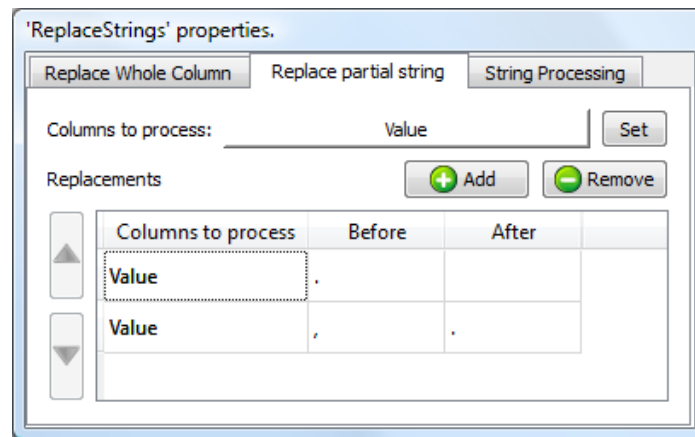 'ReplaceStrings' properties.
Replace Whole Column Replace partial string String Processing
Columns to process: Value Set
Replacements Add Remove
Columns to process Before After
Value .
Value , .